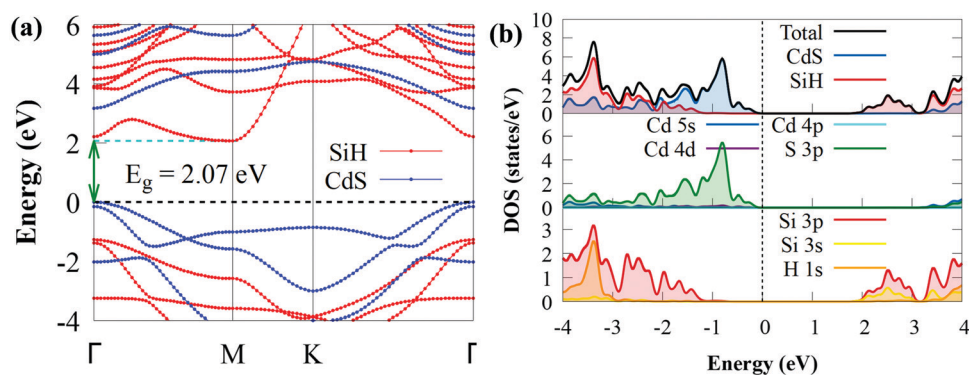 (a)
Energy (eV)
6
4
2
0
-2
-4
E_g = 2.07 eV
SiH
CdS
Γ M K Γ
(b)
DOS (states/eV)
10
8
6
4
2
0
Total
CdS
SiH
6
4
2
0
Cd 5s Cd 4p
Cd 4d S 3p
3
2
1
0
Si 3p
Si 3s
H 1s
-4 -3 -2 -1 0 1 2 3 4
Energy (eV)